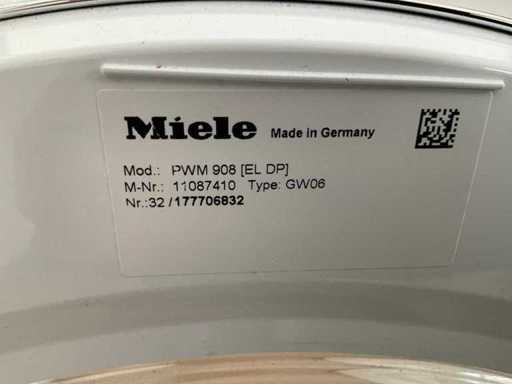 Miele Made in Germany
Mod.: PWM 908 [EL DP]
M-Nr.: 11087410 Type: GW06
Nr.:32 /177706832